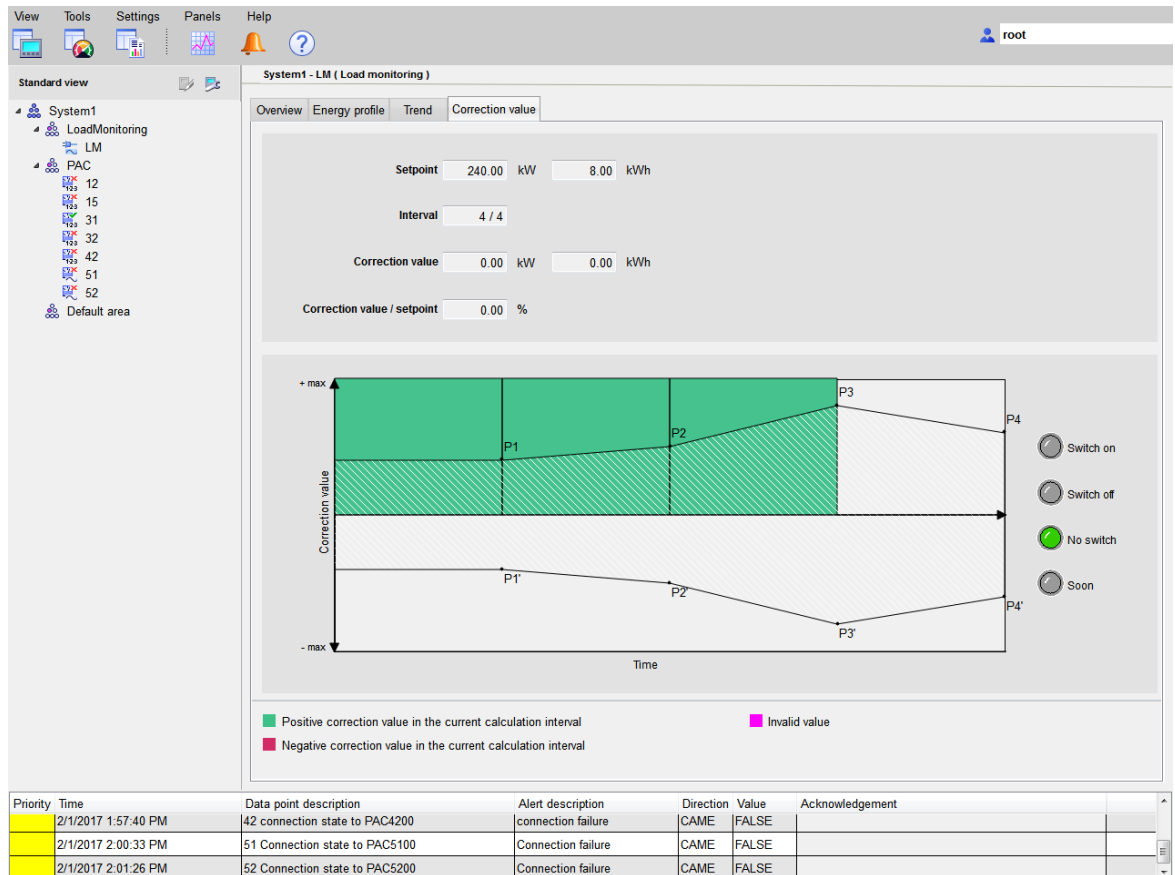 View Tools Settings Panels Help
root
Standard view
System1 - LM ( Load monitoring )
System1
LoadMonitoring
LM
PAC
12
15
31
32
42
51
52
Default area
Overview Energy profile Trend Correction value
Setpoint 240.00 kW 8.00 kWh
Interval 4 / 4
Correction value 0.00 kW 0.00 kWh
Correction value / setpoint 0.00 %
+ max
P3
P4
P2
P1
Correction value
P1'
P2'
P4'
P3'
- max
Time
Switch on
Switch off
No switch
Soon
Positive correction value in the current calculation interval
Invalid value
Negative correction value in the current calculation interval
Priority Time Data point description Alert description Direction Value Acknowledgement
2/1/2017 1:57:40 PM 42 connection state to PAC4200 connection failure CAME FALSE
2/1/2017 2:00:33 PM 51 Connection state to PAC5100 Connection failure CAME FALSE
2/1/2017 2:01:26 PM 52 Connection state to PAC5200 Connection failure CAME FALSE